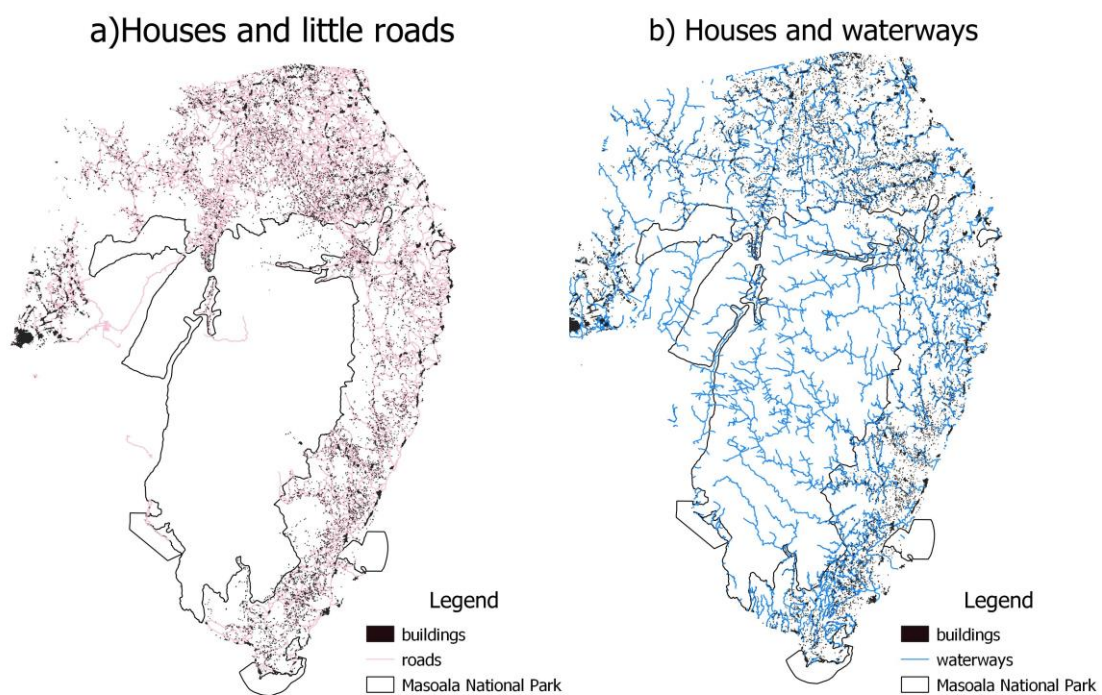 a)Houses and little roads
b) Houses and waterways
Legend
buildings
roads
Masoala National Park
Legend
buildings
waterways
Masoala National Park